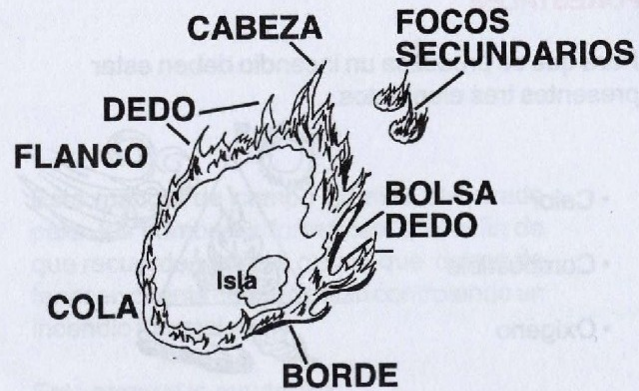 CABEZA
FOCOS
SECUNDARIOS
DEDO
FLANCO
BOLSA
DEDO
Isla
COLA
BORDE